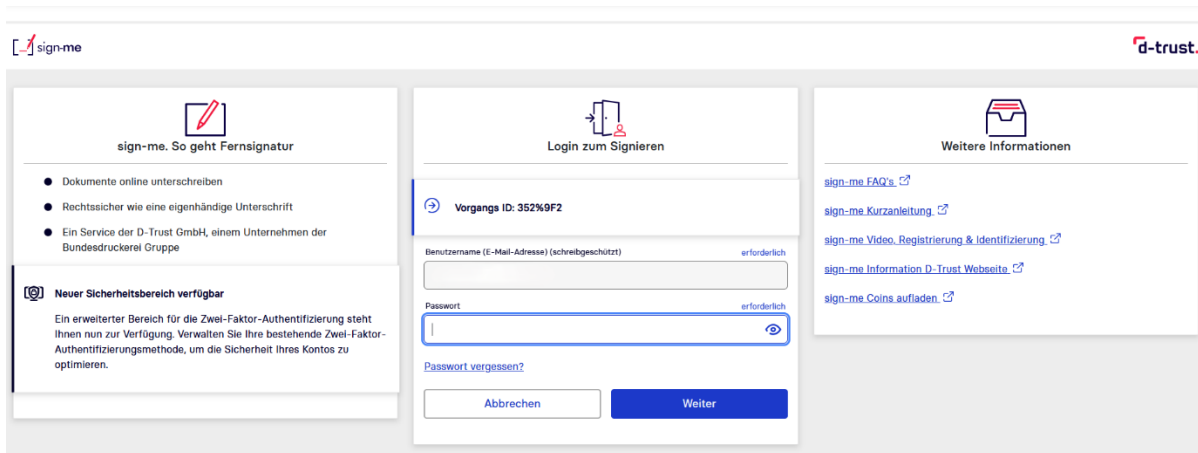 sign-me
d-trust.
sign-me. So geht Fernsignatur
Dokumente online unterschreiben
Rechtssicher wie eine eigenhändige Unterschrift
Ein Service der D-Trust GmbH, einem Unternehmen der
Bundesdruckerei Gruppe
Neuer Sicherheitsbereich verfügbar
Ein erweiterter Bereich für die Zwei-Faktor-Authentifizierung steht
Ihnen nun zur Verfügung. Verwalten Sie Ihre bestehende Zwei-Faktor-
Authentifizierungsmethode, um die Sicherheit Ihres Kontos zu
optimieren.
Login zum Signieren
Vorgangs ID: 352%9F2
Benutzername (E-Mail-Adresse) (schreibgeschützt) erforderlich
Passwort erforderlich
Passwort vergessen?
Abbrechen Weiter
Weitere Informationen
sign-me FAQ's
sign-me Kurzanleitung
sign-me Video, Registrierung & Identifizierung
sign-me Information D-Trust Webseite
sign-me Coins aufladen